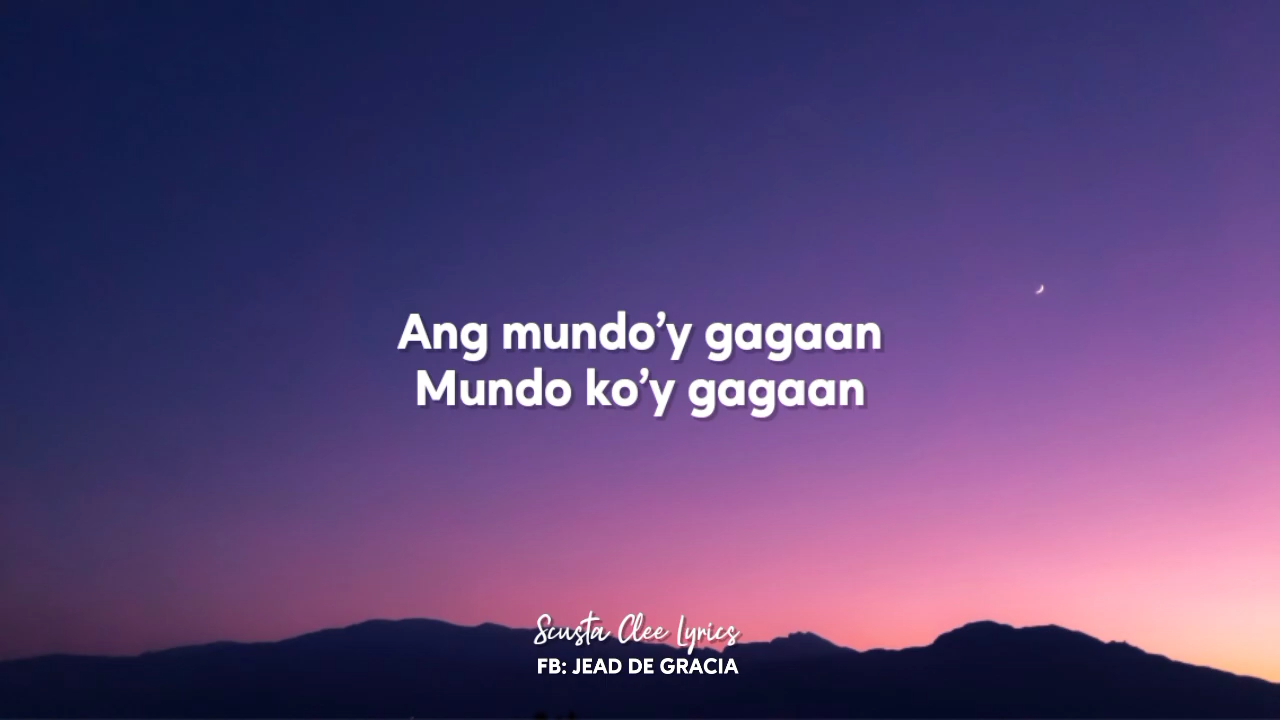 Ang mundo’y gagaan
Mundo ko’y gagaan
Scusta Clee Lyrics
FB: JEAD DE GRACIA